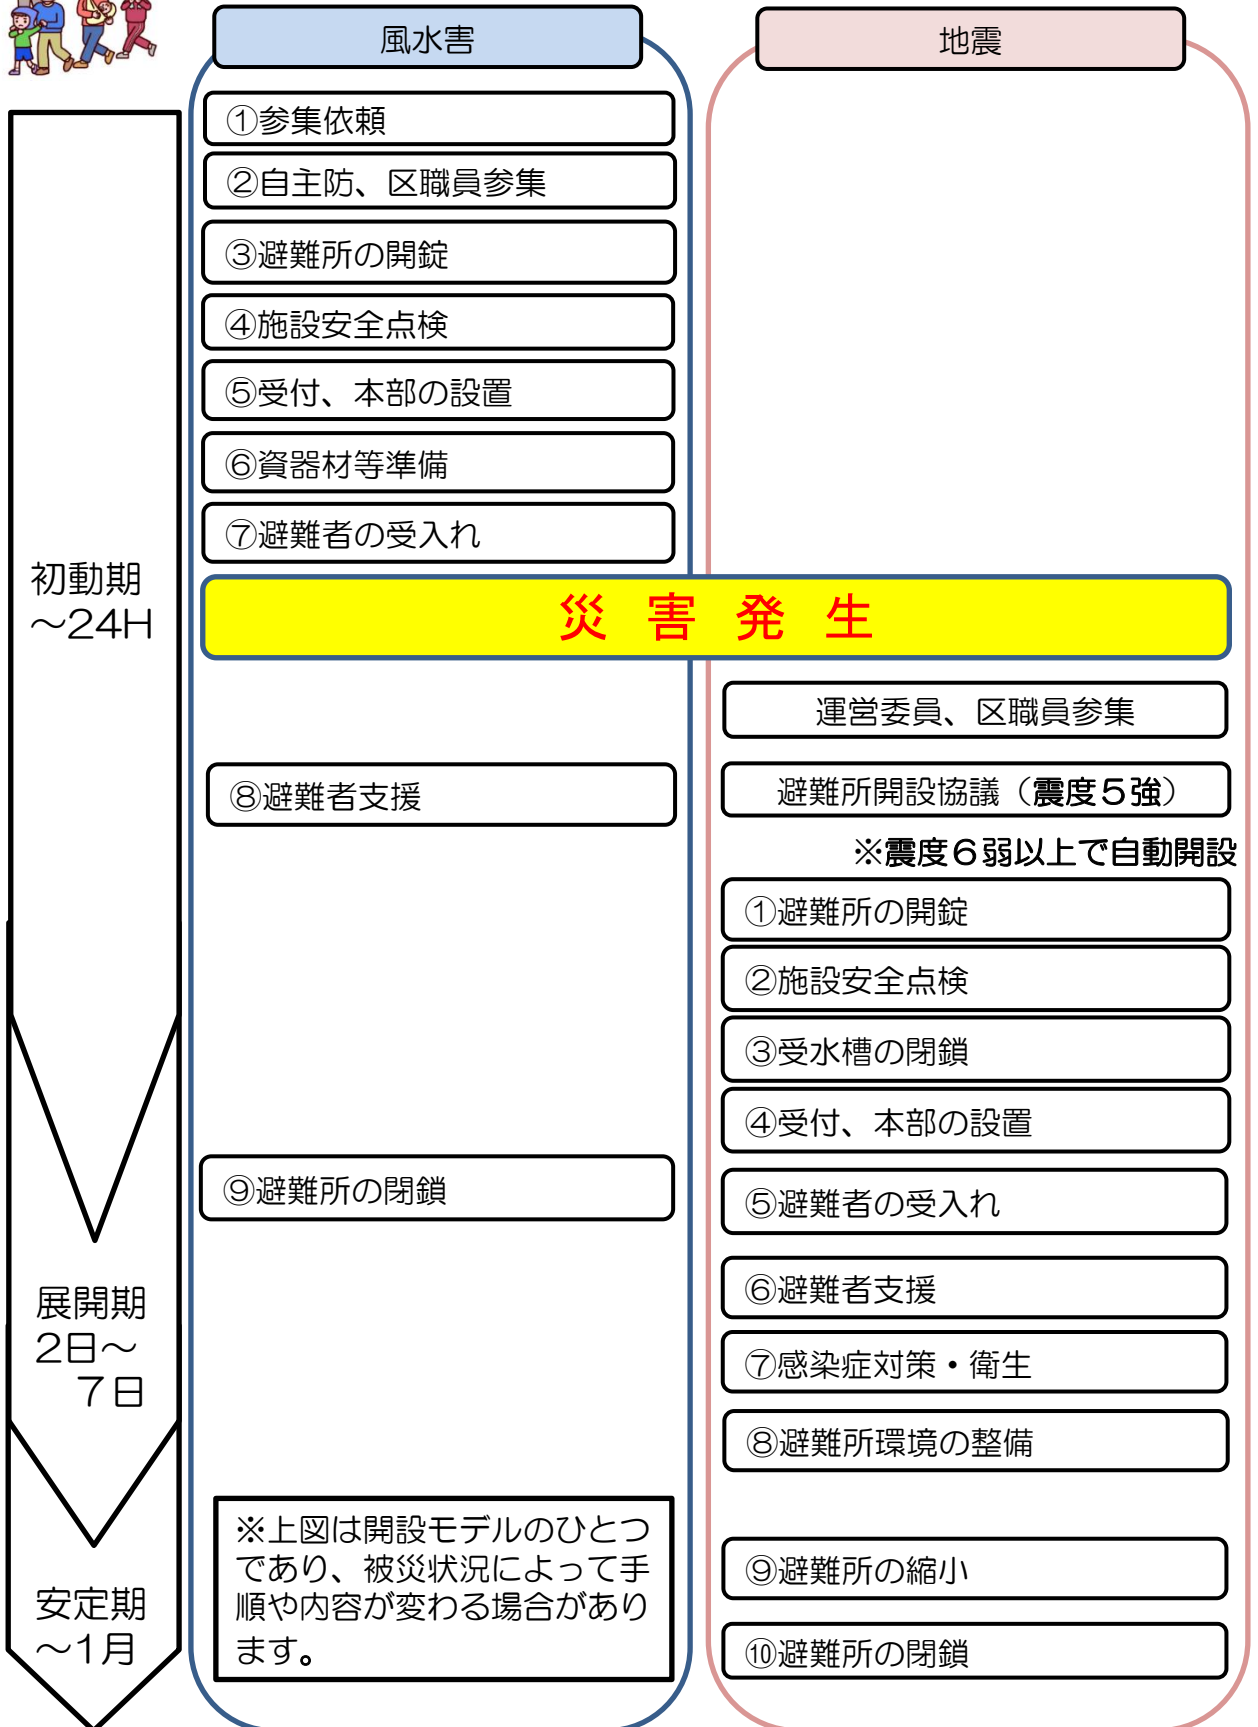 風水害
地震
①参集依頼
②自主防、区職員参集
③避難所の開錠
④施設安全点検
⑤受付、本部の設置
⑥資器材等準備
⑦避難者の受入れ
初動期
～24H
災 害 発 生
運営委員、区職員参集
⑧避難者支援
避難所開設協議（震度５強）
※震度６弱以上で自動開設
①避難所の開錠
②施設安全点検
③受水槽の閉鎖
④受付、本部の設置
⑨避難所の閉鎖
⑤避難者の受入れ
⑥避難者支援
展開期
2日～
７日
⑦感染症対策・衛生
⑧避難所環境の整備
※上図は開設モデルのひとつ
であり、被災状況によって手
順や内容が変わる場合があり
ます。
⑨避難所の縮小
安定期
～1月
⑩避難所の閉鎖